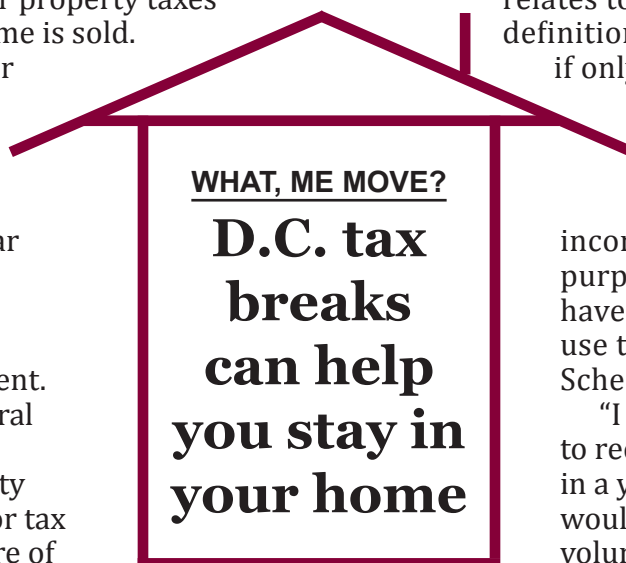 r property taxes
me is sold.
r
ar
ent.
ral
ty
or tax
re of
WHAT, ME MOVE?
D.C. tax
breaks
can help
you stay in
your home
relates to
definition
if only
incor
purp
have
use t
Sche
“I
to rec
in a y
would
volun